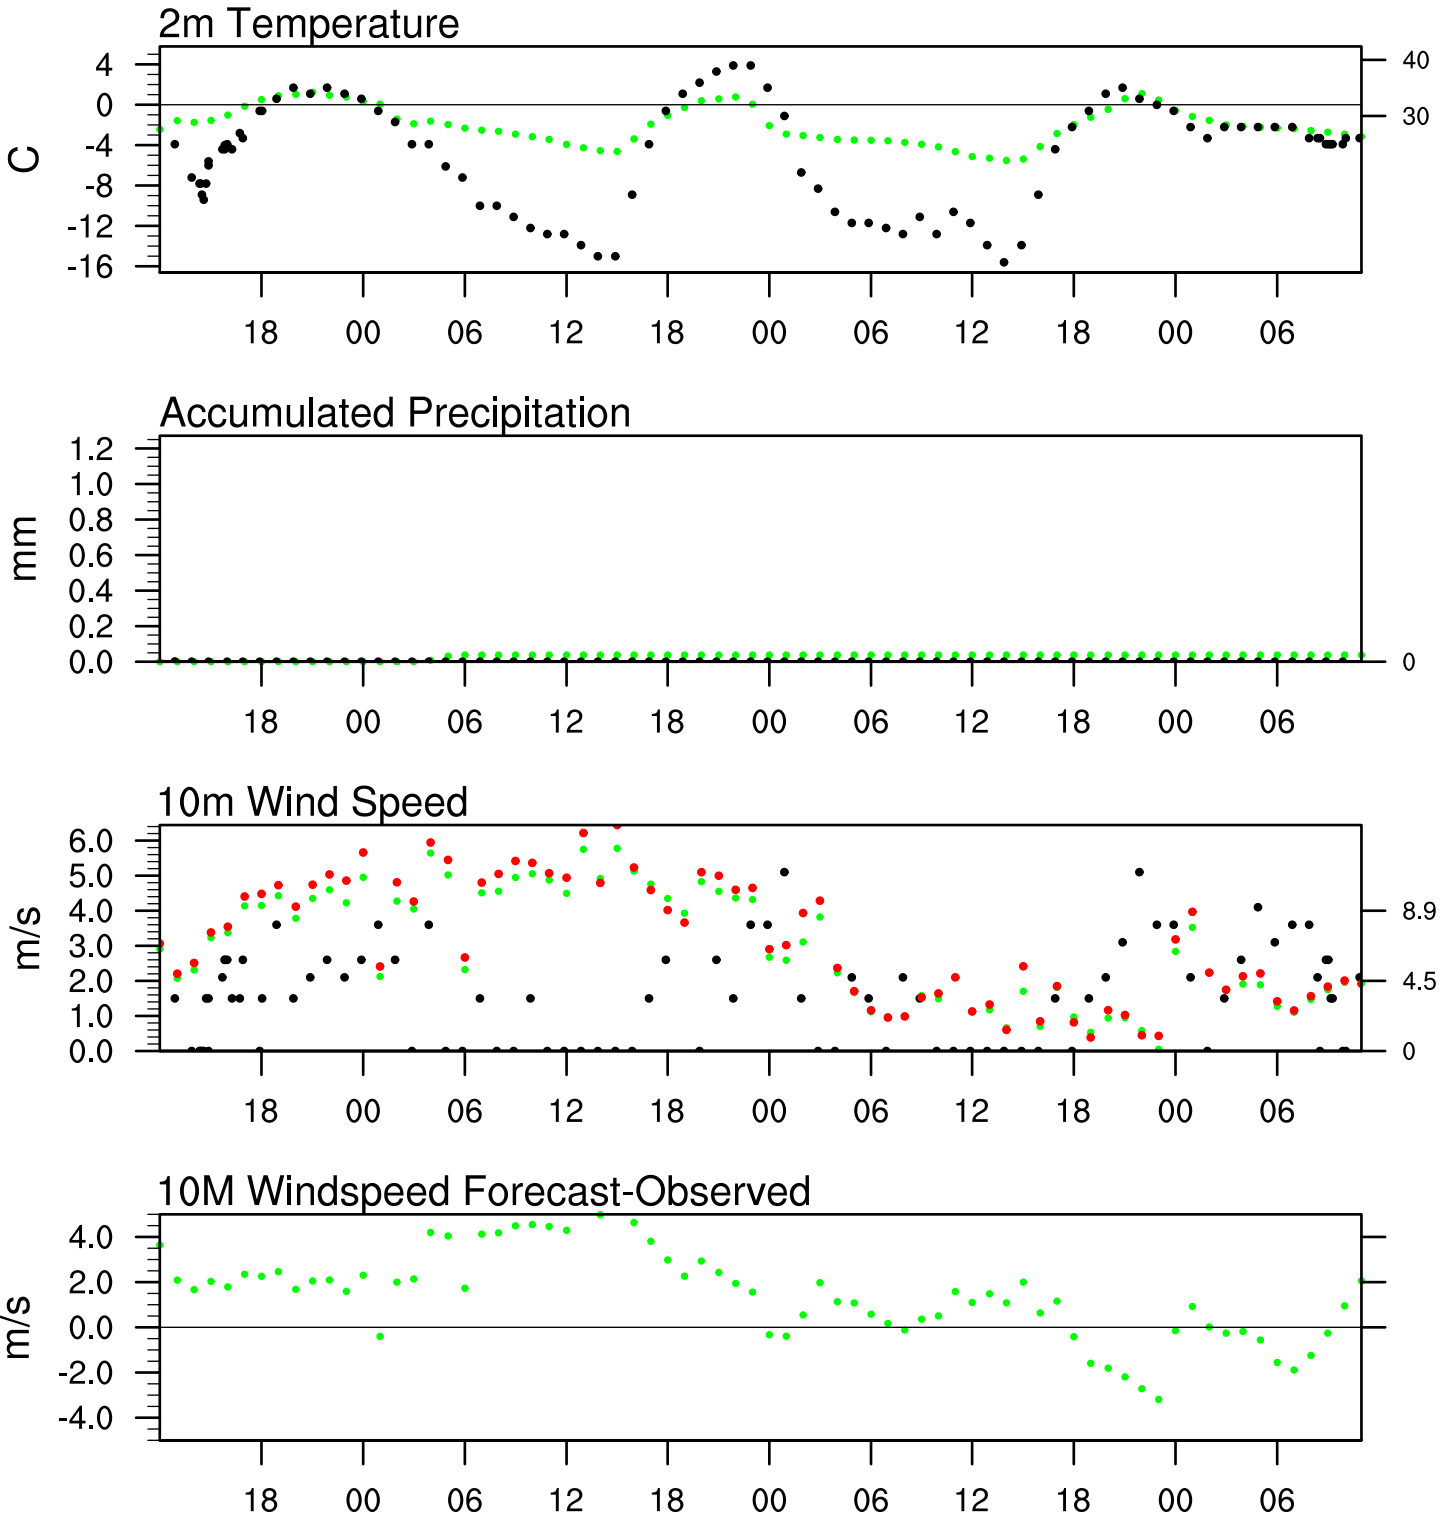 2m Temperature
4
0
-4
-8
-12
-16
C
40
30
18 00 06 12 18 00 06 12 18 00 06
Accumulated Precipitation
1.2
1.0
0.8
0.6
0.4
0.2
0.0
mm
0
18 00 06 12 18 00 06 12 18 00 06
10m Wind Speed
6.0
5.0
4.0
3.0
2.0
1.0
0.0
m/s
8.9
4.5
0
18 00 06 12 18 00 06 12 18 00 06
10M Windspeed Forecast-Observed
4.0
2.0
0.0
-2.0
-4.0
m/s
18 00 06 12 18 00 06 12 18 00 06